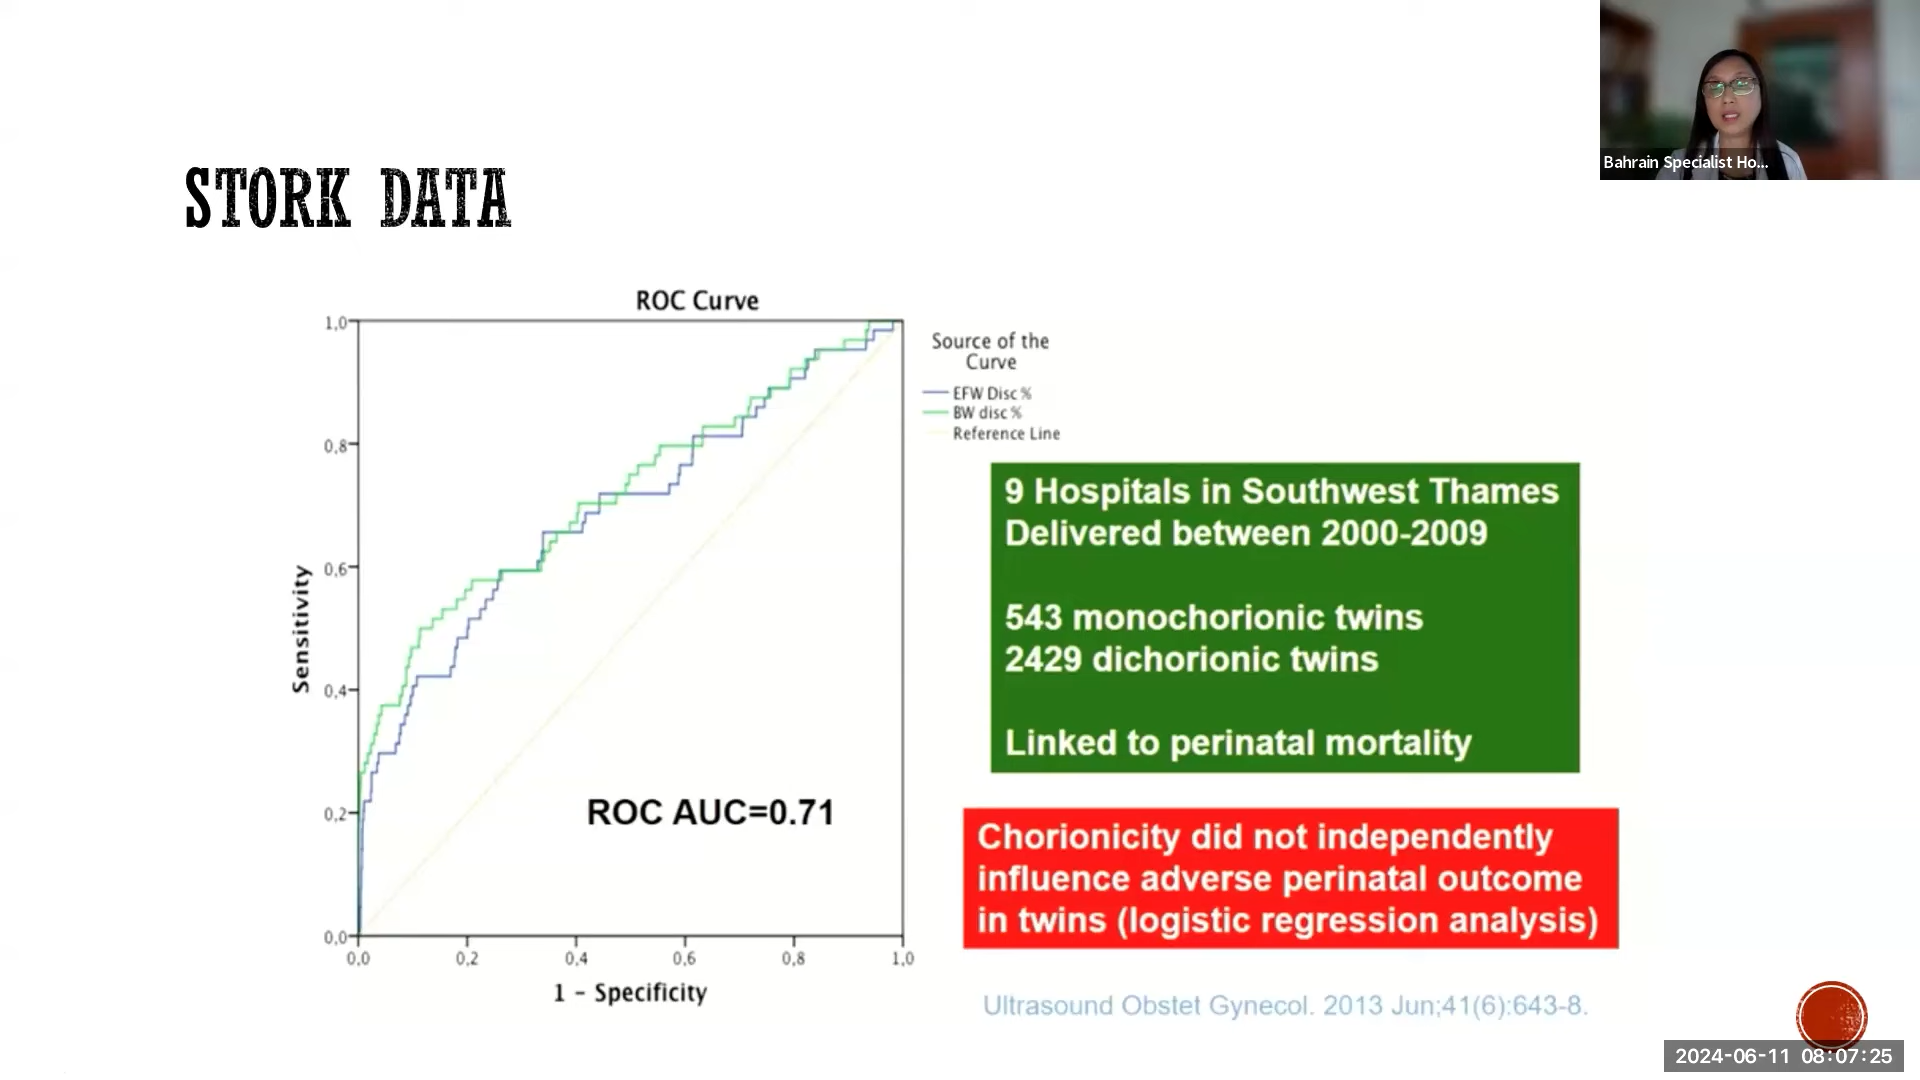 Bahrain Specialist Ho...
STORK DATA
ROC Curve
1,0
0,8
0,6
0,4
0,2
0,0
Sensitivity
0,0 0,2 0,4 0,6 0,8 1,0
1 - Specificity
ROC AUC=0.71
Source of the
Curve
EFW Disc %
BW disc %
Reference Line
9 Hospitals in Southwest Thames
Delivered between 2000-2009
543 monochorionic twins
2429 dichorionic twins
Linked to perinatal mortality
Chorionicity did not independently
influence adverse perinatal outcome
in twins (logistic regression analysis)
Ultrasound Obstet Gynecol. 2013 Jun;41(6):643-8.
2024-06-11 08:07:25